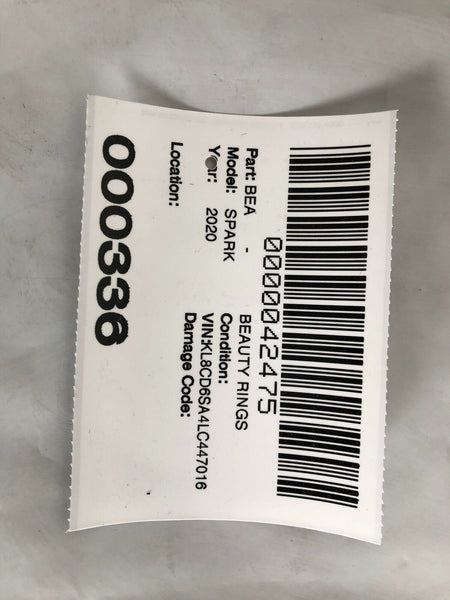 0000042475
Part: BEA - BEAUTY RINGS
Model: SPARK Condition:
Year: 2020 VIN:KL8CD6SA4LC447016
Damage Code:
Location:
000336